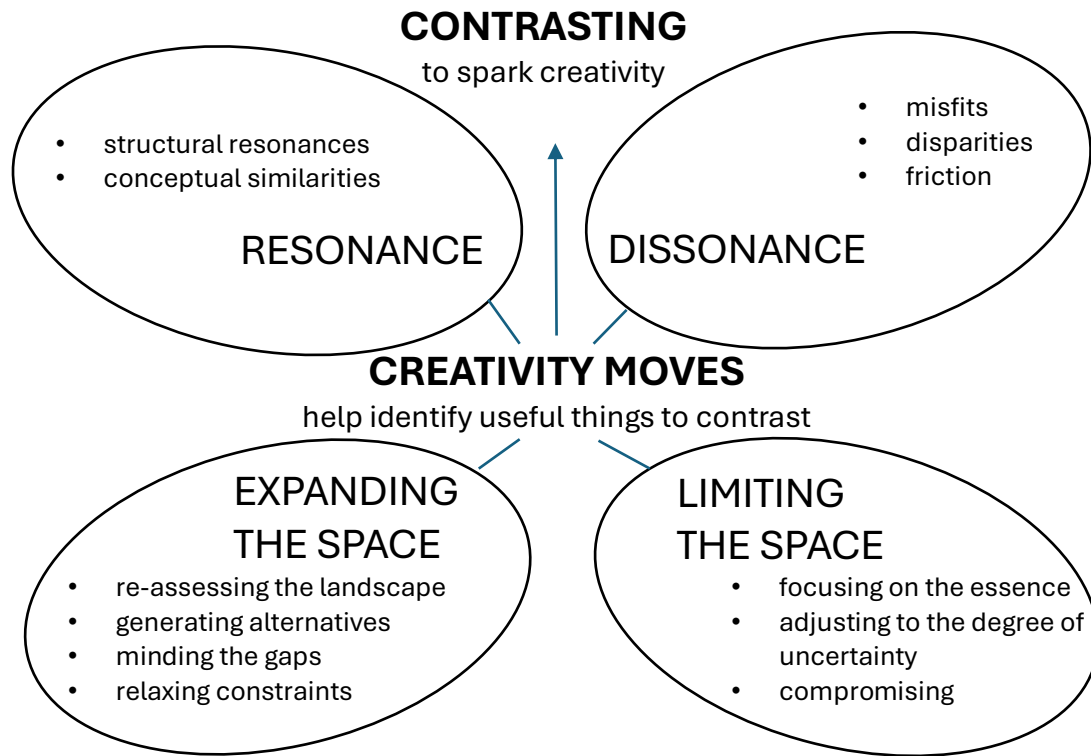 CONTRASTING
to spark creativity
• structural resonances
• conceptual similarities
RESONANCE
• misfits
• disparities
• friction
DISSONANCE
CREATIVITY MOVES
help identify useful things to contrast
EXPANDING
THE SPACE
• re-assessing the landscape
• generating alternatives
• minding the gaps
• relaxing constraints
LIMITING
THE SPACE
• focusing on the essence
• adjusting to the degree of
uncertainty
• compromising